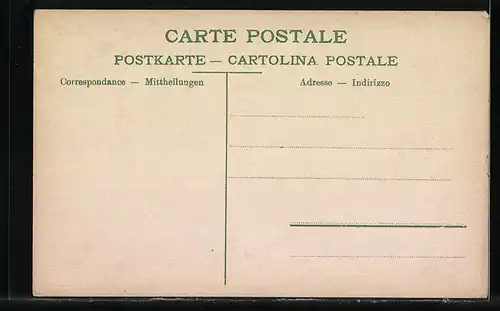 CARTE POSTALE
POSTKARTE — CARTOLINA POSTALE
Correspondance — Mittheilungen
Adresse — Indirizzo